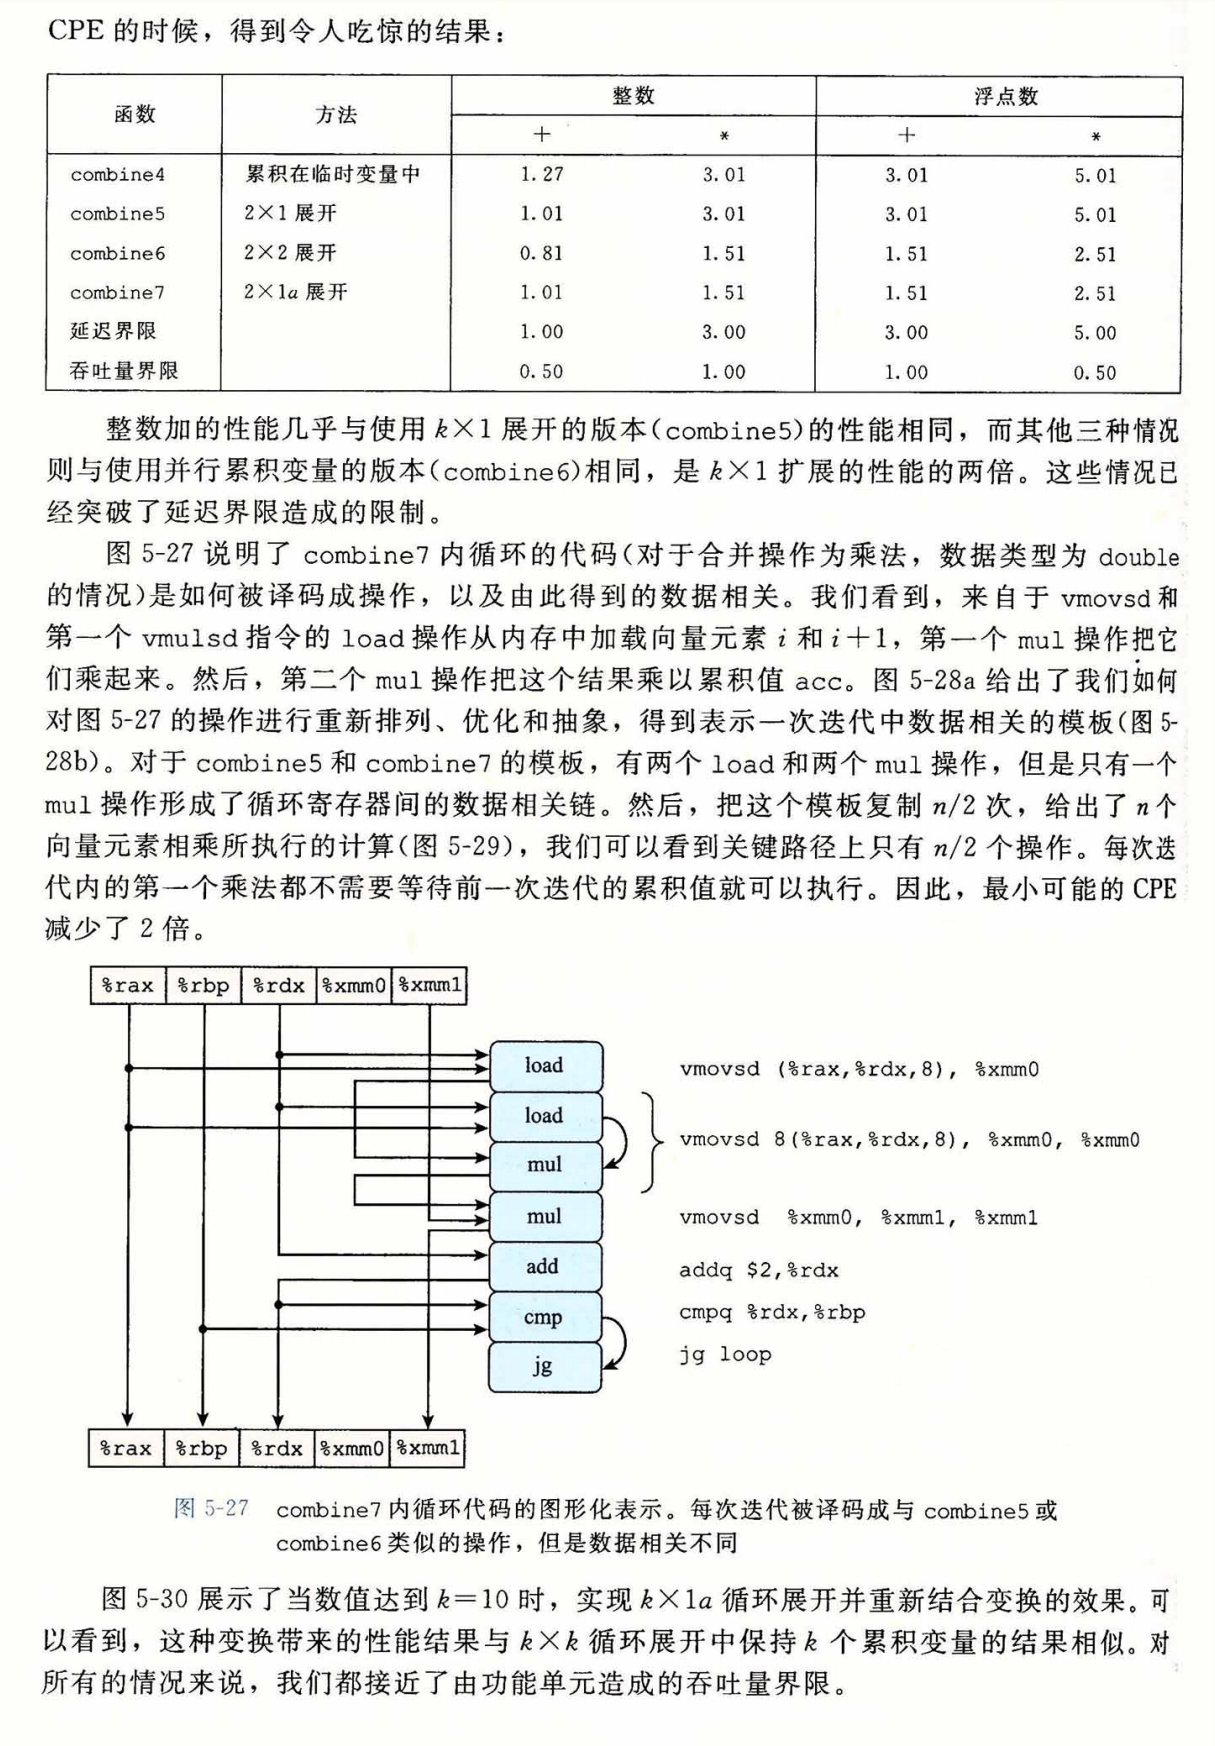 CPE 的时候，得到令人吃惊的结果：
函数 方法 整数 浮点数
+ * + *
combine4 累积在临时变量中 1.27 3.01 3.01 5.01
combine5 2×1 展开 1.01 3.01 3.01 5.01
combine6 2×2 展开 0.81 1.51 1.51 2.51
combine7 2×1a 展开 1.01 1.51 1.51 2.51
延迟界限 1.00 3.00 3.00 5.00
吞吐量界限 0.50 1.00 1.00 0.50
整数加的性能几乎与使用 k×1 展开的版本(combine5)的性能相同，而其他三种情况
则与使用并行累积变量的版本(combine6)相同，是 k×1 扩展的性能的两倍。这些情况已
经突破了延迟界限造成的限制。
图 5-27 说明了 combine7 内循环的代码(对于合并操作为乘法，数据类型为 double
的情况)是如何被译码成操作，以及由此得到的数据相关。我们看到，来自于 vmovsd 和
第一个 vmulsd 指令的 load 操作从内存中加载向量元素 i 和 i+1，第一个 mul 操作把它
们乘起来。然后，第二个 mul 操作把这个结果乘以累积值 acc。图 5-28a 给出了我们如何
对图 5-27 的操作进行重新排列、优化和抽象，得到表示一次迭代中数据相关的模板(图 5-
28b)。对于 combine5 和 combine7 的模板，有两个 load 和两个 mul 操作，但是只有一个
mul 操作形成了循环寄存器间的数据相关链。然后，把这个模板复制 n/2 次，给出了 n 个
向量元素相乘所执行的计算(图 5-29)，我们可以看到关键路径上只有 n/2 个操作。每次迭
代内的第一个乘法都不需要等待前一次迭代的累积值就可以执行。因此，最小可能的 CPE
减少了 2 倍。
%rax %rbp %rdx %xmm0 %xmm1
load vmovsd (%rax,%rdx,8), %xmm0
load
vmovsd 8(%rax,%rdx,8), %xmm0, %xmm0
mul
mul vmovsd %xmm0, %xmm1, %xmm1
add addq $2,%rdx
cmp cmpq %rdx,%rbp
jg jg loop
%rax %rbp %rdx %xmm0 %xmm1
图 5-27 combine7 内循环代码的图形化表示。每次迭代被译码成与 combine5 或
combine6 类似的操作，但是数据相关不同
图 5-30 展示了当数值达到 k=10 时，实现 k×1a 循环展开并重新结合变换的效果。可
以看到，这种变换带来的性能结果与 k×k 循环展开中保持 k 个累积变量的结果相似。对
所有的情况来说，我们都接近了由功能单元造成的吞吐量界限。